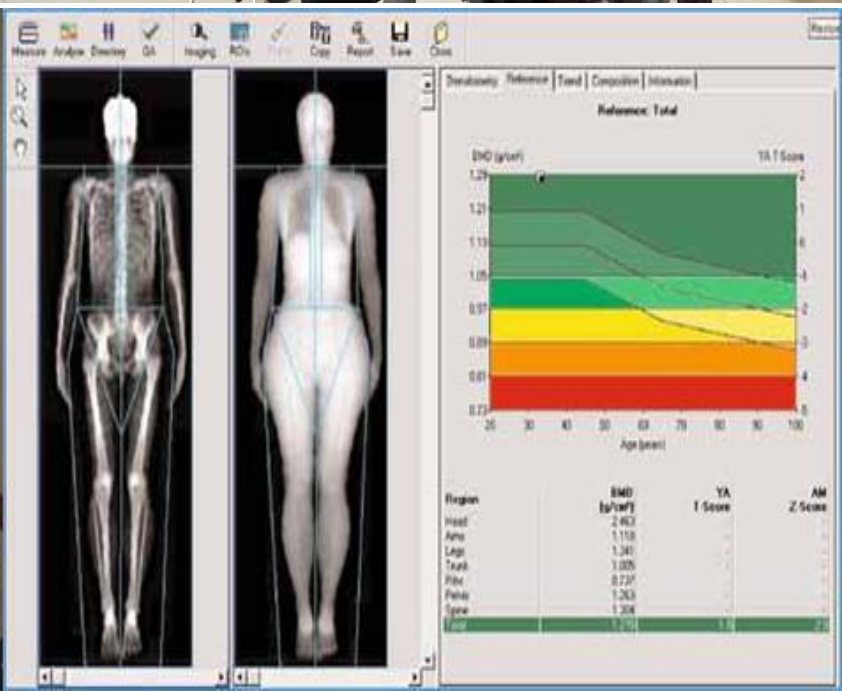 Measure Analyze Directory QA Imaging ROIs Copy Report Save Close
Densitometry Reference Trend Composition Information
Reference: Total
BMD (g/cm²) YA T-Score
1.29 2
1.21 1
1.13 0
1.05 -1
0.97 -2
0.89 -3
0.81 -4
0.73 -5
20 30 40 50 60 70 80 90 100
Age (years)
Region BMD (g/cm²) YA T-Score AM Z-Score
Head 2.463 - -
Arms 1.118 - -
Legs 1.241 - -
Trunk 1.005 - -
Ribs 0.737 - -
Pelvis 1.263 - -
Spine 1.304 - -
Total